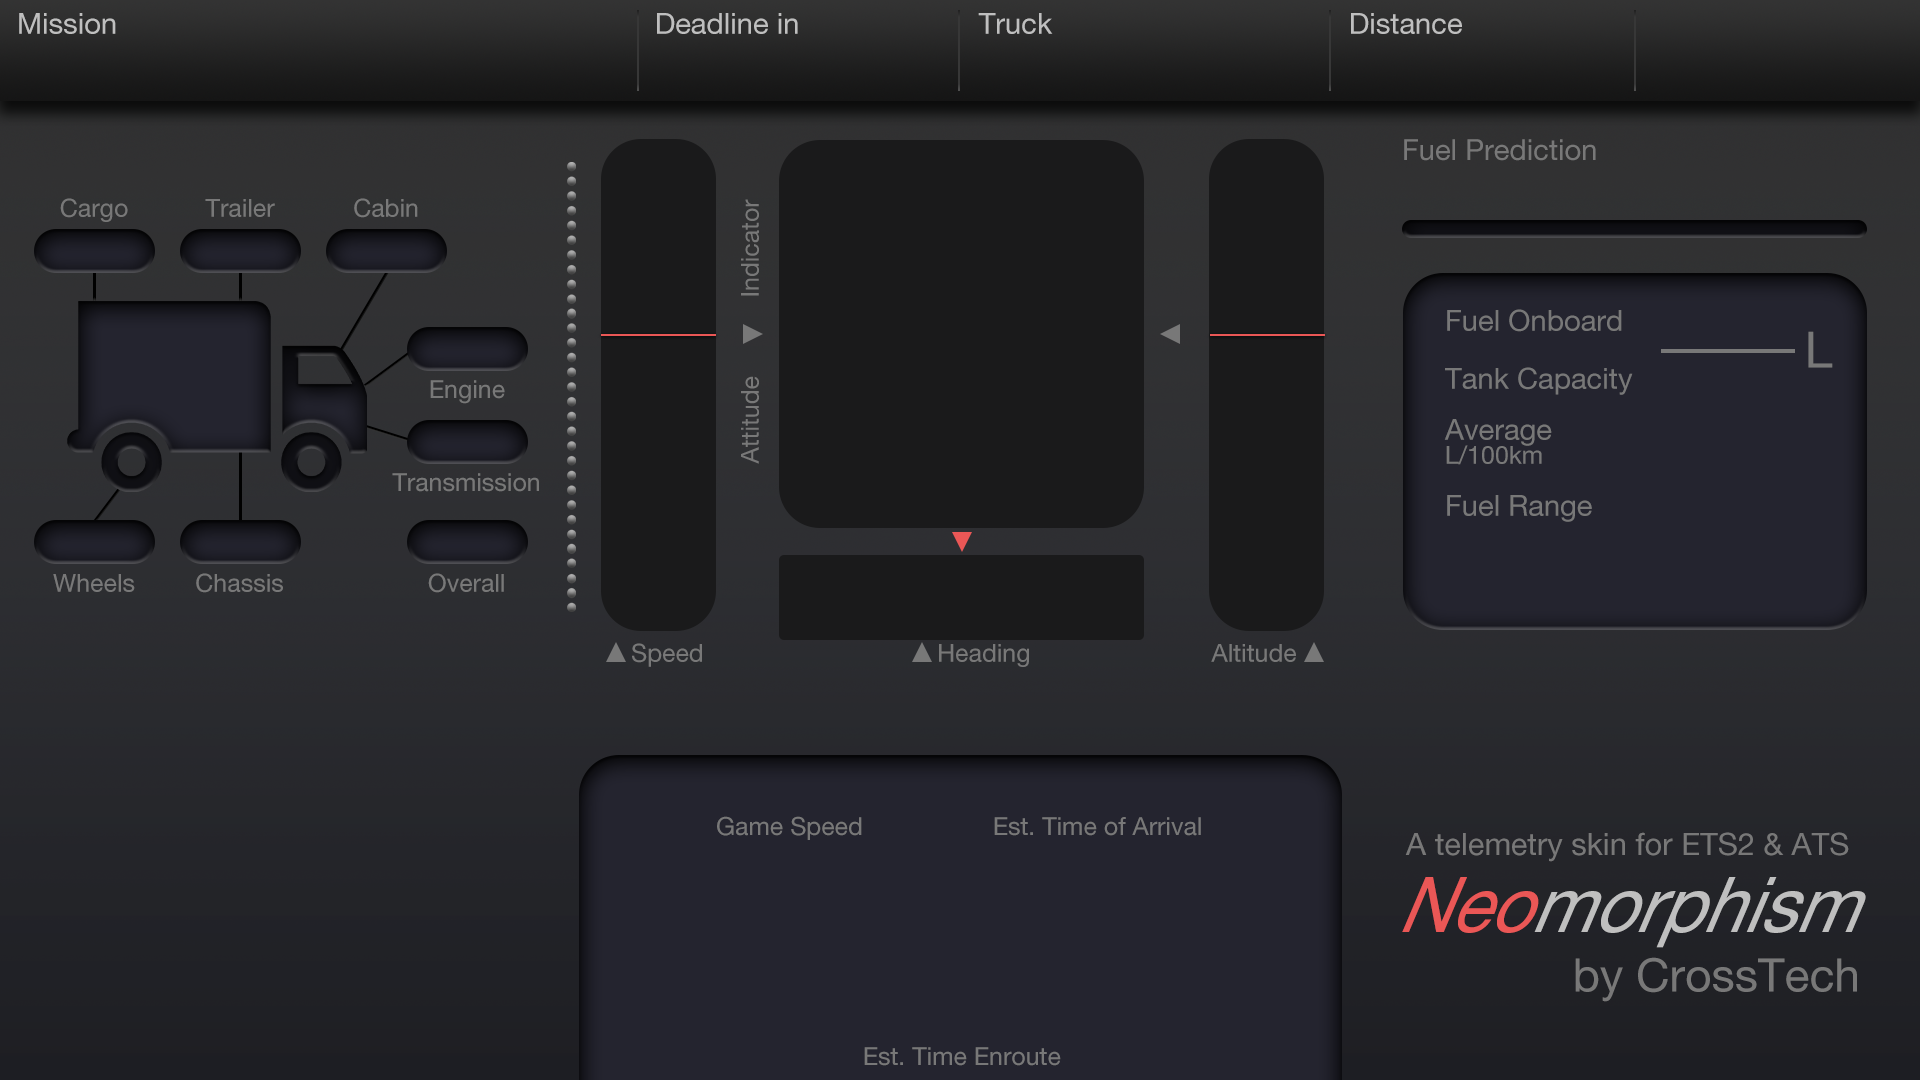 Mission
Deadline in
Truck
Distance
Fuel Prediction
Cargo
Trailer
Cabin
Engine
Transmission
Wheels
Chassis
Overall
Indicator
Attitude
Speed
Heading
Altitude
Fuel Onboard
L
Tank Capacity
Average
L/100km
Fuel Range
Game Speed
Est. Time of Arrival
Est. Time Enroute
A telemetry skin for ETS2 & ATS
Neomorphism
by CrossTech